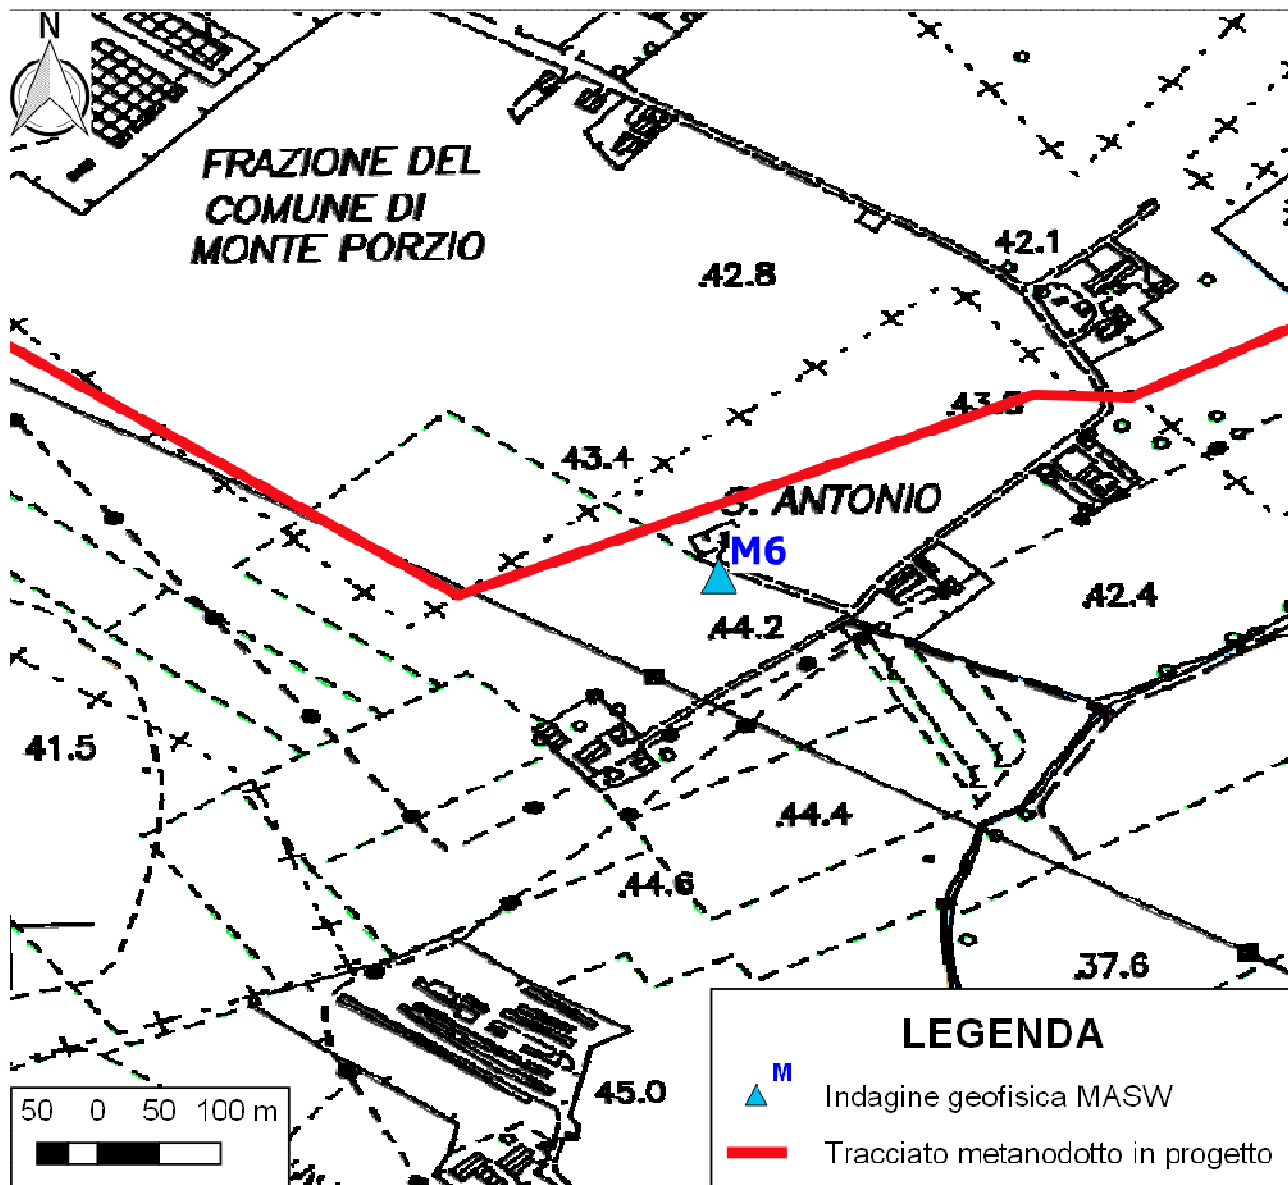 N
FRAZIONE DEL
COMUNE DI
MONTE PORZIO
42.1
.42.8
43.4
S. ANTONIO
M6
.42.4
.44.2
41.5
.44.4
.44.6
.37.6
45.0
LEGENDA
M
Indagine geofisica MASW
Tracciato metanodotto in progetto
50 0 50 100 m